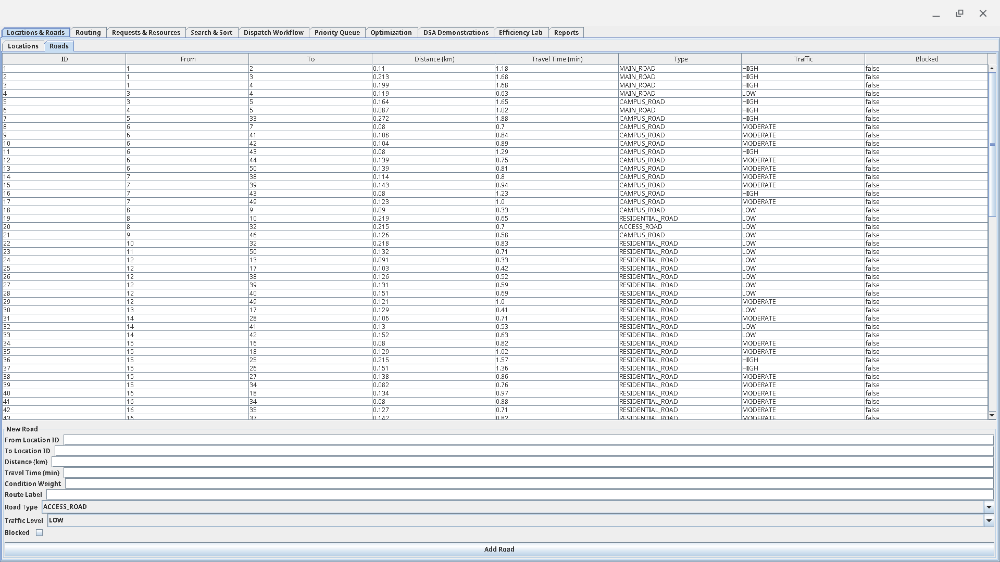 Locations & Roads Routing Requests & Resources Search & Sort Dispatch Workflow Priority Queue Optimization DSA Demonstrations Efficiency Lab Reports
Locations Roads
ID From To Distance (km) Travel Time (min) Type Traffic Blocked
1 1 2 0.11 1.18 MAIN_ROAD HIGH false
2 1 3 0.213 1.68 MAIN_ROAD HIGH false
3 1 4 0.199 1.68 MAIN_ROAD HIGH false
4 3 4 0.119 0.63 MAIN_ROAD LOW false
5 3 5 0.164 1.65 CAMPUS_ROAD HIGH false
6 4 5 0.087 1.02 MAIN_ROAD HIGH false
7 5 33 0.272 1.88 CAMPUS_ROAD HIGH false
8 6 7 0.08 0.7 CAMPUS_ROAD MODERATE false
9 6 41 0.108 0.84 CAMPUS_ROAD MODERATE false
10 6 42 0.104 0.89 CAMPUS_ROAD MODERATE false
11 6 43 0.08 1.29 CAMPUS_ROAD HIGH false
12 6 44 0.139 0.75 CAMPUS_ROAD MODERATE false
13 6 50 0.139 0.81 CAMPUS_ROAD MODERATE false
14 7 38 0.114 0.8 CAMPUS_ROAD MODERATE false
15 7 39 0.143 0.94 CAMPUS_ROAD MODERATE false
16 7 43 0.08 1.23 CAMPUS_ROAD HIGH false
17 7 49 0.123 1.0 CAMPUS_ROAD MODERATE false
18 8 9 0.09 0.33 CAMPUS_ROAD LOW false
19 8 10 0.219 0.65 RESIDENTIAL_ROAD LOW false
20 8 32 0.215 0.7 ACCESS_ROAD LOW false
21 9 46 0.126 0.58 CAMPUS_ROAD LOW false
22 10 32 0.218 0.83 RESIDENTIAL_ROAD LOW false
23 11 50 0.132 0.71 RESIDENTIAL_ROAD LOW false
24 12 13 0.091 0.33 RESIDENTIAL_ROAD LOW false
25 12 17 0.103 0.42 RESIDENTIAL_ROAD LOW false
26 12 38 0.126 0.52 RESIDENTIAL_ROAD LOW false
27 12 39 0.131 0.59 RESIDENTIAL_ROAD LOW false
28 12 40 0.151 0.69 RESIDENTIAL_ROAD LOW false
29 12 49 0.121 1.0 RESIDENTIAL_ROAD MODERATE false
30 13 17 0.129 0.41 RESIDENTIAL_ROAD LOW false
31 14 28 0.106 0.71 RESIDENTIAL_ROAD MODERATE false
32 14 41 0.13 0.53 RESIDENTIAL_ROAD LOW false
33 14 42 0.152 0.63 RESIDENTIAL_ROAD LOW false
34 15 16 0.08 0.82 RESIDENTIAL_ROAD MODERATE false
35 15 18 0.129 1.02 RESIDENTIAL_ROAD MODERATE false
36 15 25 0.215 1.57 RESIDENTIAL_ROAD HIGH false
37 15 26 0.151 1.36 RESIDENTIAL_ROAD HIGH false
38 15 27 0.138 0.86 RESIDENTIAL_ROAD MODERATE false
39 15 34 0.082 0.76 RESIDENTIAL_ROAD MODERATE false
40 16 18 0.134 0.97 RESIDENTIAL_ROAD MODERATE false
41 16 34 0.08 0.88 RESIDENTIAL_ROAD MODERATE false
42 16 35 0.127 0.71 RESIDENTIAL_ROAD MODERATE false
43 16 37 0.142 0.82 RESIDENTIAL_ROAD MODERATE false
New Road
From Location ID
To Location ID
Distance (km)
Travel Time (min)
Condition Weight
Route Label
Road Type ACCESS_ROAD
Traffic Level LOW
Blocked
Add Road